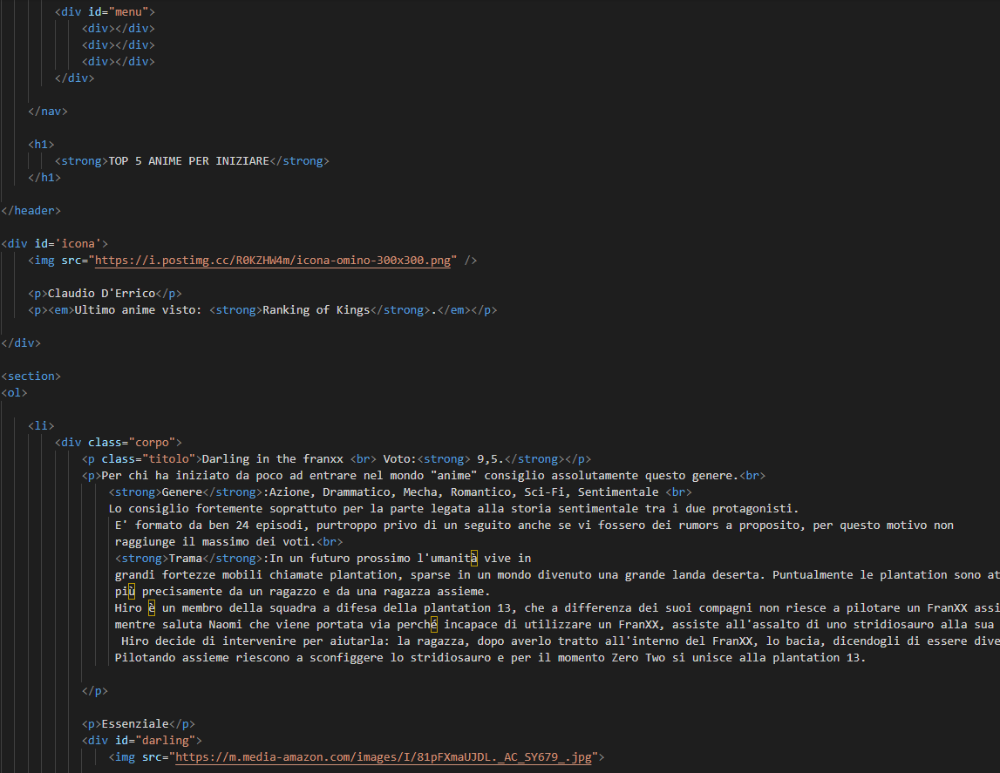 <div id="menu">
<div></div>
<div></div>
<div></div>
</div>
</nav>
<h1>
<strong>TOP 5 ANIME PER INIZIARE</strong>
</h1>
</header>
<div id='icona'>
<img src="https://i.postimg.cc/R0KZHW4m/icona-omino-300x300.png" />
<p>Claudio D'Errico</p>
<p><em>Ultimo anime visto: <strong>Ranking of Kings</strong>.</em></p>
</div>
<section>
<ol>
<li>
<div class="corpo">
<p class="titolo">Darling in the franxx <br> Voto:<strong> 9,5.</strong></p>
<p>Per chi ha iniziato da poco ad entrare nel mondo "anime" consiglio assolutamente questo genere.<br>
<strong>Genere</strong>:Azione, Drammatico, Mecha, Romantico, Sci-Fi, Sentimentale <br>
Lo consiglio fortemente soprattuto per la parte legata alla storia sentimentale tra i due protagonisti.
E' formato da ben 24 episodi, purtroppo privo di un seguito anche se vi fossero dei rumors a proposito, per questo motivo non
raggiunge il massimo dei voti.<br>
<strong>Trama</strong>:In un futuro prossimo l'umanità vive in
grandi fortezze mobili chiamate plantation, sparse in un mondo divenuto una grande landa deserta. Puntualmente le plantation sono at
più precisamente da un ragazzo e da una ragazza assieme.
Hiro è un membro della squadra a difesa della plantation 13, che a differenza dei suoi compagni non riesce a pilotare un FranXX assi
mentre saluta Naomi che viene portata via perché incapace di utilizzare un FranXX, assiste all'assalto di uno stridiosauro alla sua
Hiro decide di intervenire per aiutarla: la ragazza, dopo averlo tratto all'interno del FranXX, lo bacia, dicendogli di essere dive
Pilotando assieme riescono a sconfiggere lo stridiosauro e per il momento Zero Two si unisce alla plantation 13.
</p>
<p>Essenziale</p>
<div id="darling">
<img src="https://m.media-amazon.com/images/I/81pFXmaUJDL._AC_SY679_.jpg">